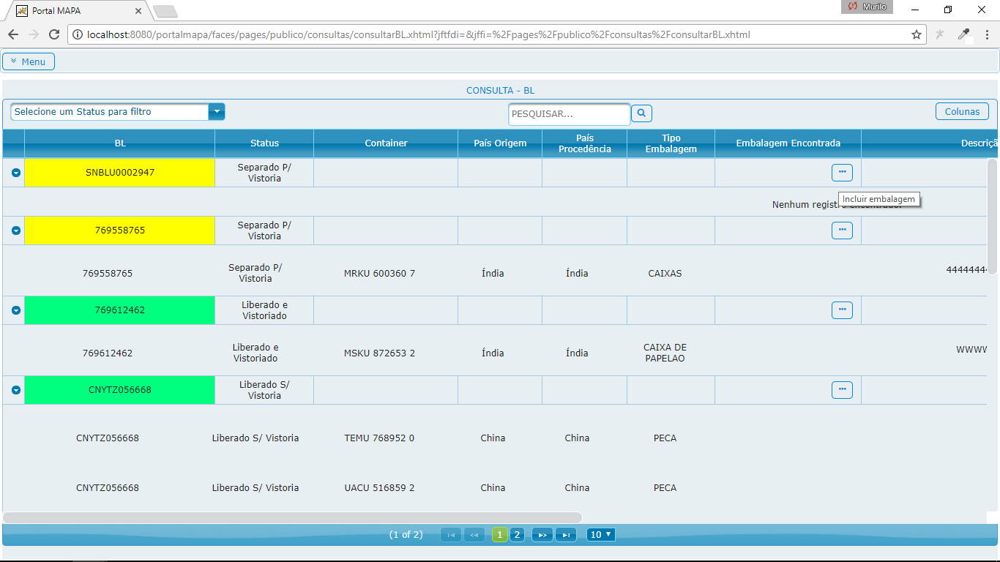 Portal MAPA
Murilo
localhost:8080/portalmapa/faces/pages/publico/consultas/consultarBL.xhtml?jftfdi=&jffi=%2Fpages%2Fpublico%2Fconsultas%2FconsultarBL.xhtml
Menu
CONSULTA - BL
Selecione um Status para filtro
PESQUISAR...
Colunas
BL
Status
Container
País Origem
País
Procedência
Tipo
Embalagem
Embalagem Encontrada
Descriçã
SNBLU0002947
Separado P/
Vistoria
...
Incluir embalagem
Nenhum registro encontrado.
769558765
Separado P/
Vistoria
...
769558765
Separado P/
Vistoria
MRKU 600360 7
Índia
Índia
CAIXAS
44444444
769612462
Liberado e
Vistoriado
...
769612462
Liberado e
Vistoriado
MSKU 872653 2
Índia
Índia
CAIXA DE
PAPELAO
WWWW
CNYTZ056668
Liberado S/
Vistoria
...
CNYTZ056668
Liberado S/ Vistoria
TEMU 768952 0
China
China
PECA
CNYTZ056668
Liberado S/ Vistoria
UACU 516859 2
China
China
PECA
(1 of 2)
1
2
10